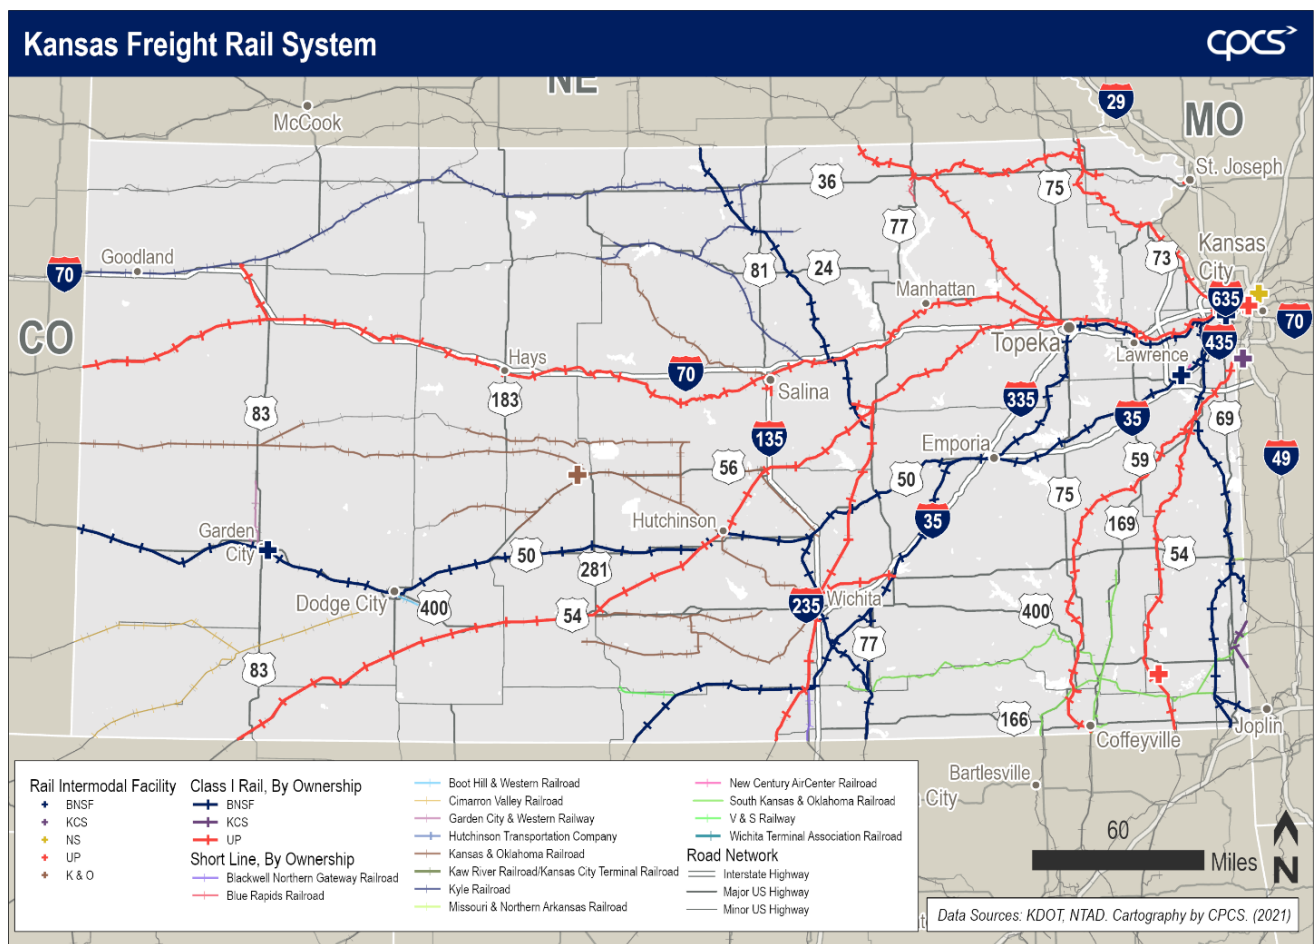 Kansas Freight Rail System
cpcs
NE
29
MO
McCook
St. Joseph
36
75
77
Kansas
City
73
Goodland
70
81
24
Manhattan
635
70
CO
Topeka
Lawrence
435
Hays
70
Salina
183
83
335
35
69
135
Emporia
59
49
56
50
75
Hutchinson
35
169
Garden
City
50
54
281
Dodge City
400
54
235
Wichita
400
83
77
166
Joplin
Coffeyville
Bartlesville
City
Rail Intermodal Facility
BNSF
KCS
NS
UP
K & O
Class I Rail, By Ownership
BNSF
KCS
UP
Short Line, By Ownership
Blackwell Northern Gateway Railroad
Blue Rapids Railroad
Boot Hill & Western Railroad
Cimarron Valley Railroad
Garden City & Western Railway
Hutchinson Transportation Company
Kansas & Oklahoma Railroad
Kaw River Railroad/Kansas City Terminal Railroad
Kyle Railroad
Missouri & Northern Arkansas Railroad
New Century AirCenter Railroad
South Kansas & Oklahoma Railroad
V & S Railway
Wichita Terminal Association Railroad
Road Network
Interstate Highway
Major US Highway
Minor US Highway
60
Miles
N
Data Sources: KDOT, NTAD. Cartography by CPCS. (2021)